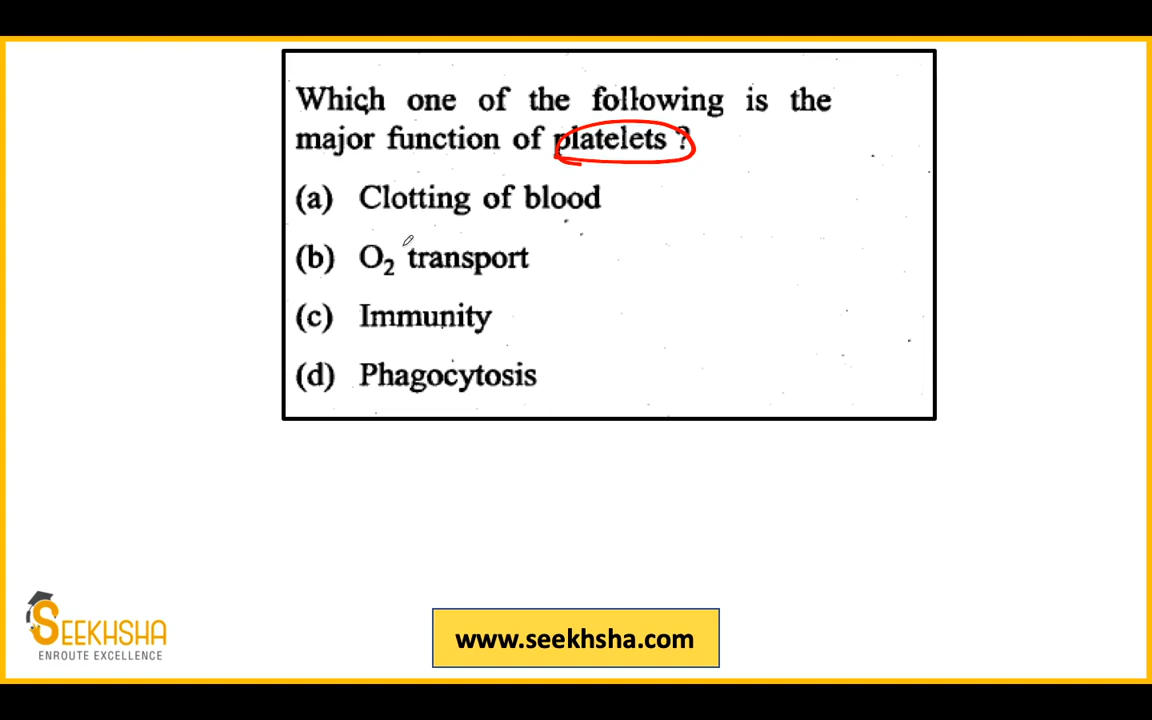 Which one of the following is the
major function of platelets ?
(a) Clotting of blood
(b) O₂ transport
(c) Immunity
(d) Phagocytosis
SEEKHSHA
ENROUTE EXCELLENCE
www.seekhsha.com